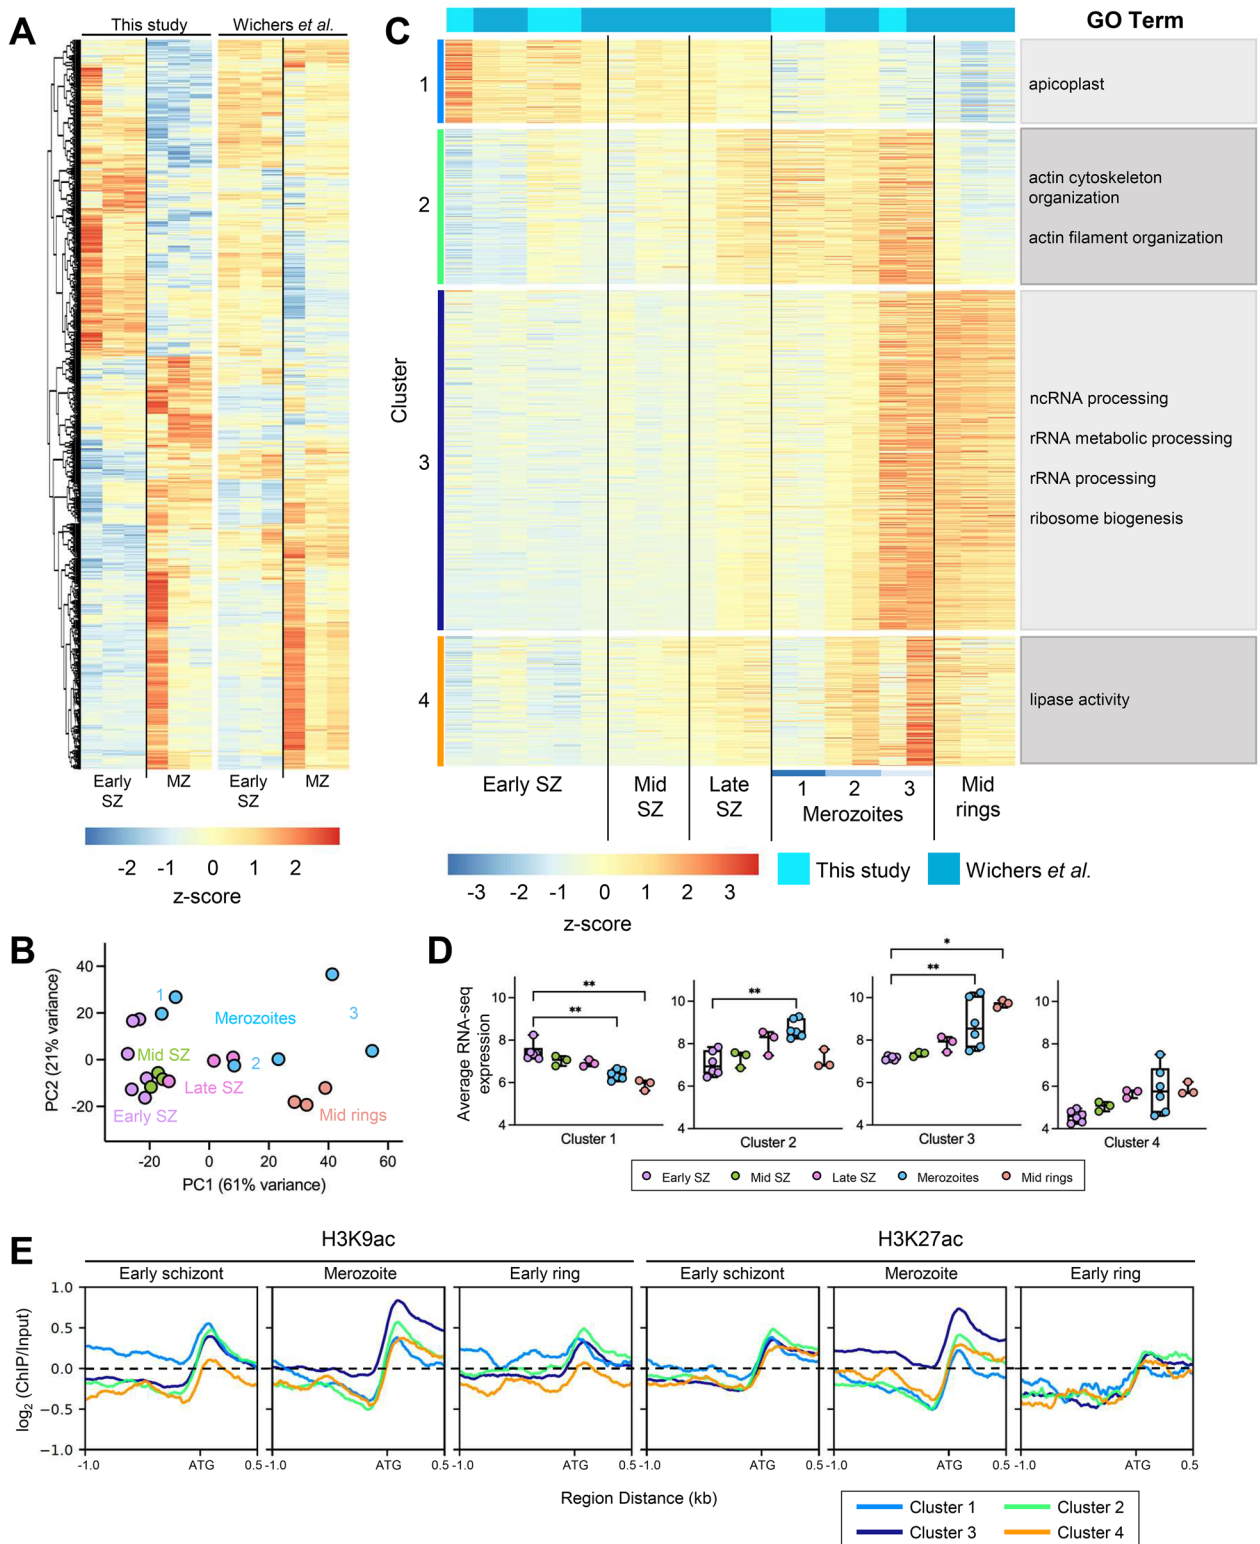 A
This study
Wichers et al.
Early
SZ
MZ
Early
SZ
MZ
-2 -1 0 1 2
z-score
C
GO Term
Cluster
1
apicoplast
2
actin cytoskeleton
organization
actin filament organization
3
ncRNA processing
rRNA metabolic processing
rRNA processing
ribosome biogenesis
4
lipase activity
Early SZ
Mid
SZ
Late
SZ
1 2 3
Merozoites
Mid
rings
-3 -2 -1 0 1 2 3
z-score
This study
Wichers et al.
B
PC2 (21% variance)
40
20
0
-20
1
Merozoites
3
Mid SZ
2
Late SZ
Early SZ
Mid rings
-20 0 20 40 60
PC1 (61% variance)
D
Average RNA-seq
expression
10
8
6
4
**
**
Cluster 1
10
8
6
4
**
Cluster 2
10
8
6
4
*
**
Cluster 3
10
8
6
4
Cluster 4
Early SZ Mid SZ Late SZ Merozoites Mid rings
E
H3K9ac
H3K27ac
Early schizont Merozoite Early ring Early schizont Merozoite Early ring
log2 (ChIP/Input)
1.0
0.5
0.0
−0.5
−1.0
-1.0 ATG 0.5 -1.0 ATG 0.5 -1.0 ATG 0.5 -1.0 ATG 0.5 -1.0 ATG 0.5 -1.0 ATG 0.5
Region Distance (kb)
Cluster 1 Cluster 2
Cluster 3 Cluster 4